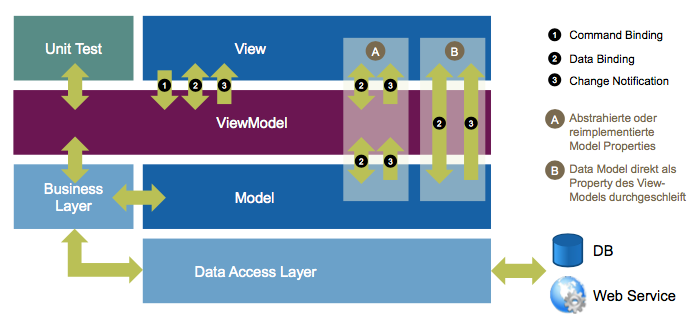 Unit Test
View
A
B
1
2
3
2
3
2
3
ViewModel
2
3
Business
Layer
Model
Data Access Layer
1 Command Binding
2 Data Binding
3 Change Notification
A Abstrahierte oder
reimplementierte
Model Properties
B Data Model direkt als
Property des View-
Models durchgeschleift
DB
Web Service